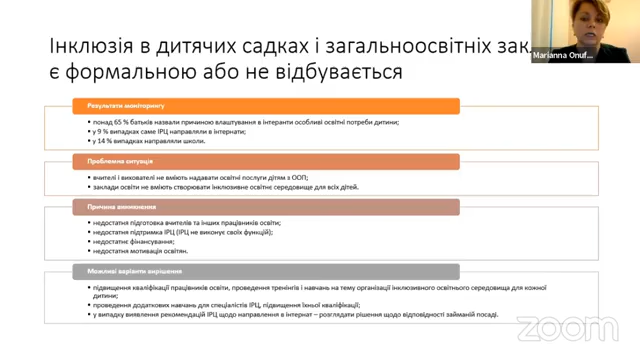 Інклюзія в дитячих садках і загальноосвітніх
Marianna Onuf...
є формальною або не відбувається
Результати моніторингу
• понад 65 % батьків назвали причиною влаштування в інтеранти особливі освітні потреби дитини;
• у 9 % випадках саме ІРЦ направляли в інтернати;
• у 14 % випадках направляли школи.
Проблемна ситуація
• вчителі і вихователі не вміють надавати освітні послуги дітям з ООП;
• заклади освіти не вміють створювати інклюзивне освітнє середовище для всіх дітей.
Причина виникнення
• недостатня підготовка вчителів та інших працівників освіти;
• недостатня підтримка ІРЦ (ІРЦ не виконує своїх функцій);
• недостатнє фінансування;
• недостатня мотивація освітян.
Можливі варіанти вирішення
• підвищення кваліфікації працівників освіти, проведення тренінгів і навчань на тему організації інклюзивного освітнього середовища для кожної
дитини;
• проведення додаткових навчань для спеціалістів ІРЦ, підвищення їхньої кваліфікації;
• у випадку виявлення рекомендацій ІРЦ щодо направлення в інтернат – розглядати рішення щодо відповідності займаній посаді.
zoom